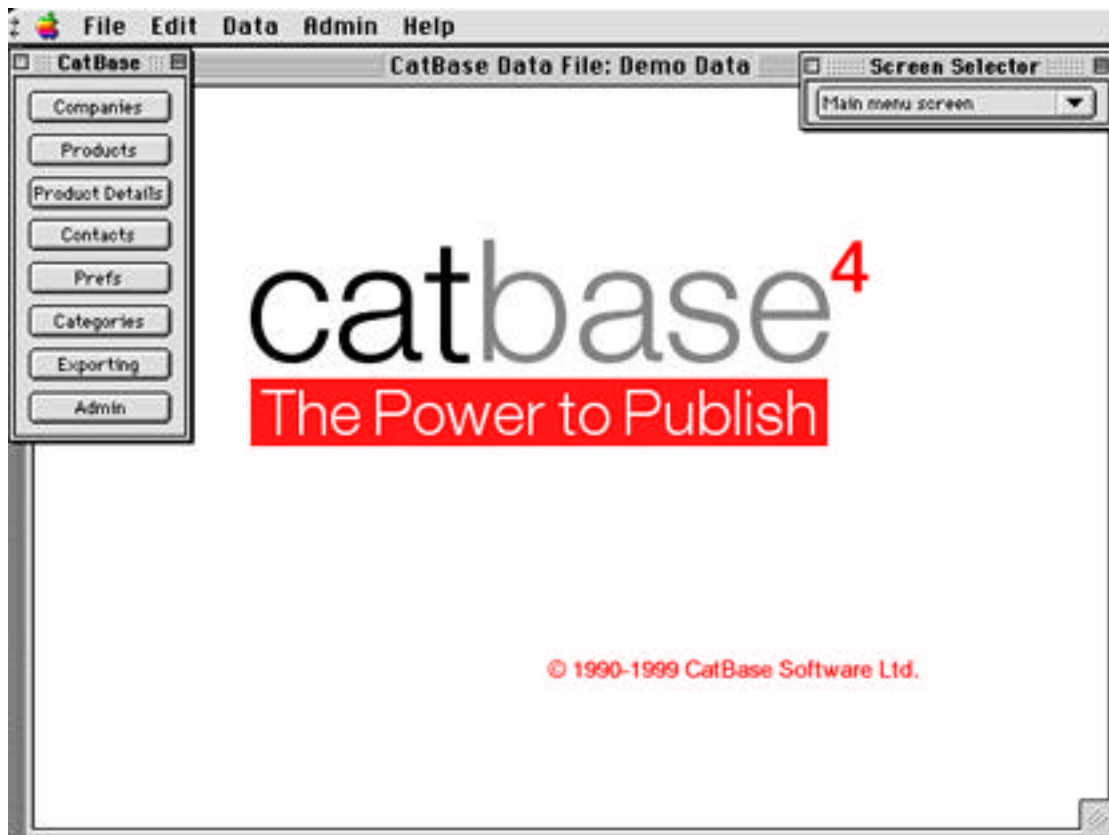 File Edit Data Admin Help
CatBase
CatBase Data File: Demo Data
Screen Selector
Main menu screen
Companies
Products
Product Details
Contacts
Prefs
Categories
Exporting
Admin
catbase4
The Power to Publish
© 1990-1999 CatBase Software Ltd.